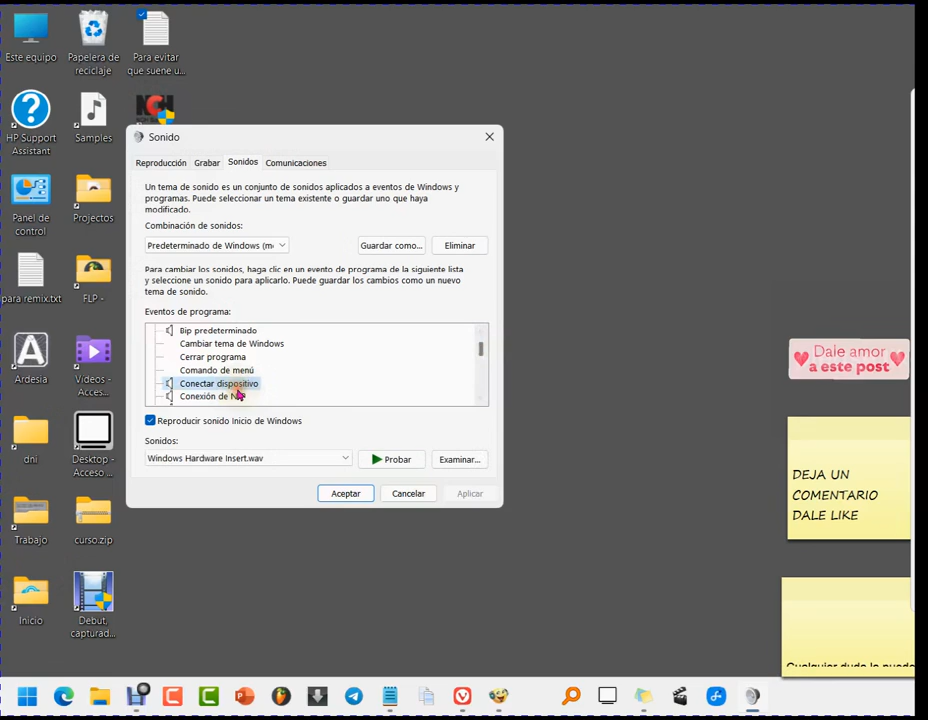 Este equipo
Papelera de
reciclaje
Para evitar
que suene u...
HP Support
Assistant
Samples
NCH
Panel de
control
Projectos
para remix.txt
FLP -
Ardesia
Videos -
Acces...
dni
Desktop -
Acceso ...
Trabajo
curso.zip
Inicio
Debut,
capturad...
Sonido
Reproducción
Grabar
Sonidos
Comunicaciones
Un tema de sonido es un conjunto de sonidos aplicados a eventos de Windows y
programas. Puede seleccionar un tema existente o guardar uno que haya
modificado.
Combinación de sonidos:
Predeterminado de Windows (m
Guardar como...
Eliminar
Para cambiar los sonidos, haga clic en un evento de programa de la siguiente lista
y seleccione un sonido para aplicarlo. Puede guardar los cambios como un nuevo
tema de sonido.
Eventos de programa:
Bip predeterminado
Cambiar tema de Windows
Cerrar programa
Comando de menú
Conectar dispositivo
Conexión de
Reproducir sonido Inicio de Windows
Sonidos:
Windows Hardware Insert.wav
Probar
Examinar...
Aceptar
Cancelar
Aplicar
Dale amor
a este post
DEJA UN
COMENTARIO
DALE LIKE
Cualquier duda la puede